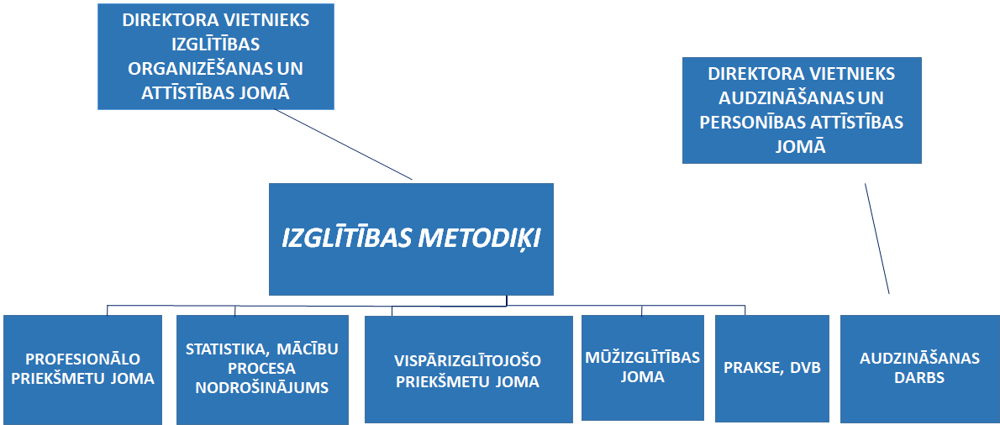 DIREKTORA VIETNIEKS
IZGLĪTĪBAS
ORGANIZĒŠANAS UN
ATTĪSTĪBAS JOMĀ
DIREKTORA VIETNIEKS
AUDZINĀŠANAS UN
PERSONĪBAS ATTĪSTĪBAS
JOMĀ
IZGLĪTĪBAS METODIĶI
PROFESIONĀLO
PRIEKŠMETU JOMA
STATISTIKA, MĀCĪBU
PROCESA
NODROŠINĀJUMS
VISPĀRIZGLĪTOJOŠO
PRIEKŠMETU JOMA
MŪŽIZGLĪTĪBAS
JOMA
PRAKSE, DVB
AUDZINĀŠANAS
DARBS